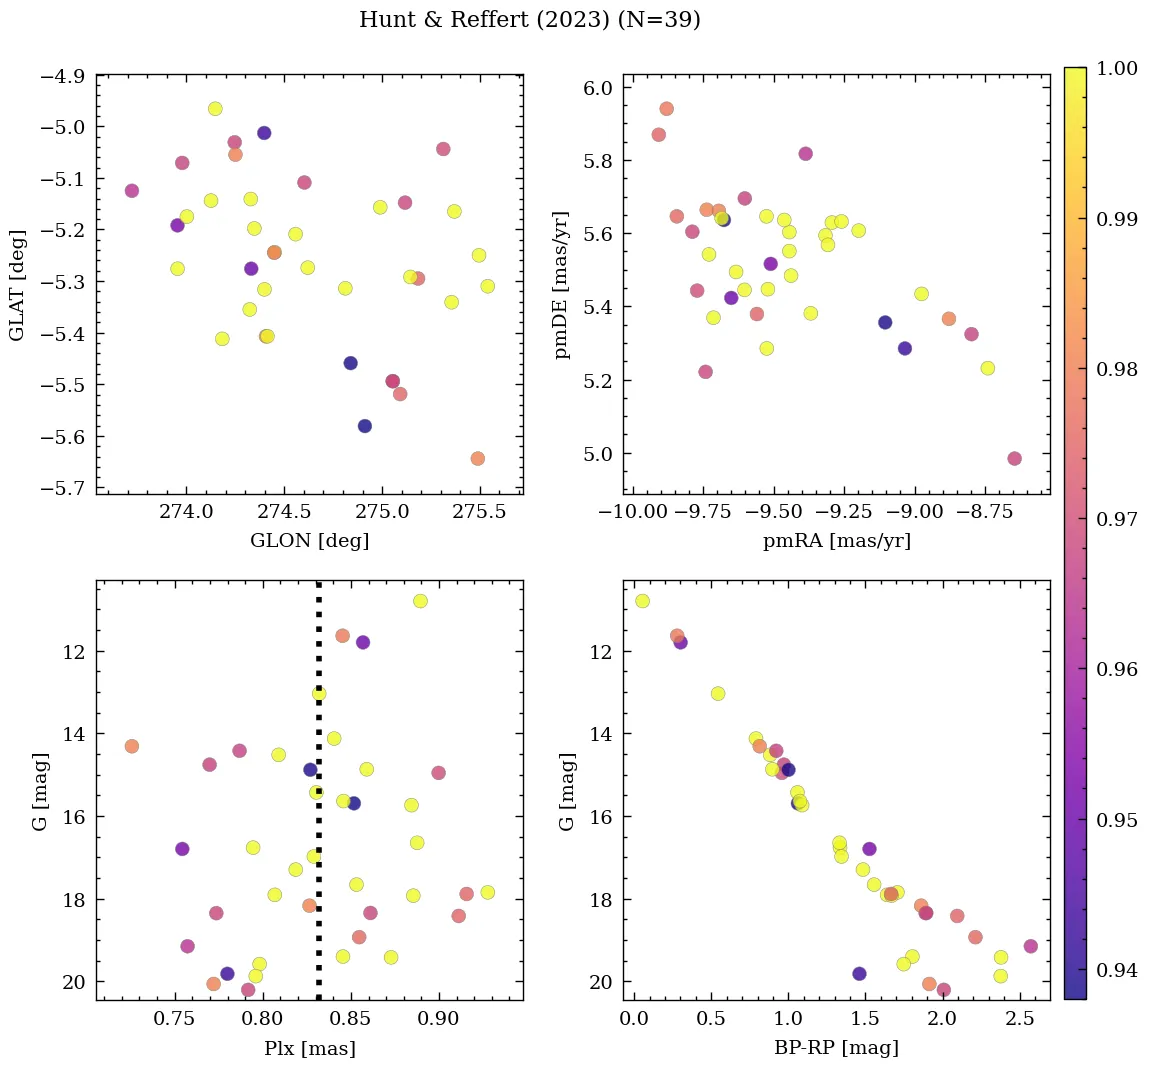 Hunt & Reffert (2023) (N=39)
−4.9
−5.0
−5.1
−5.2
−5.3
−5.4
−5.5
−5.6
−5.7
GLAT [deg]
274.0 274.5 275.0 275.5
GLON [deg]
6.0
5.8
5.6
5.4
5.2
5.0
pmDE [mas/yr]
−10.00 −9.75 −9.50 −9.25 −9.00 −8.75
pmRA [mas/yr]
12
14
16
18
20
G [mag]
0.75 0.80 0.85 0.90
Plx [mas]
12
14
16
18
20
G [mag]
0.0 0.5 1.0 1.5 2.0 2.5
BP-RP [mag]
1.00
0.99
0.98
0.97
0.96
0.95
0.94